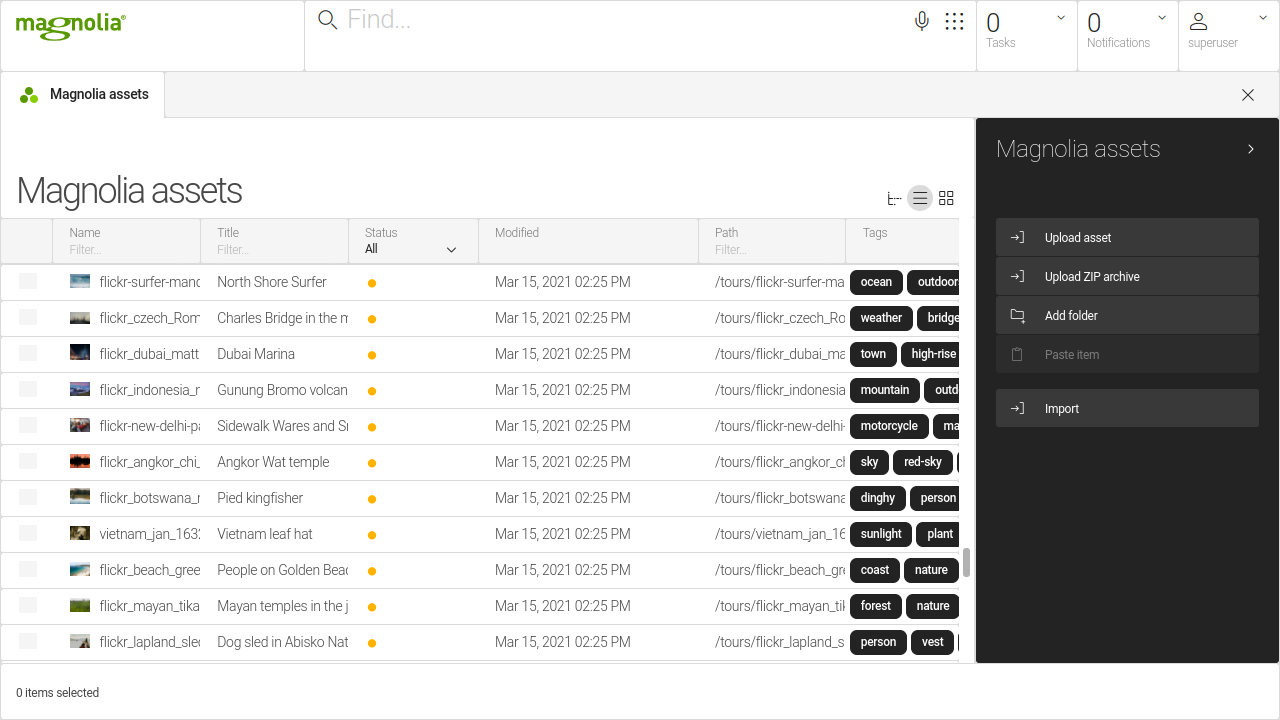 magnolia®
Find...
0
Tasks
0
Notifications
superuser
Magnolia assets
Magnolia assets
Name
Filter...
Title
Filter...
Status
All
Modified
Path
Filter...
Tags
flickr-surfer-manc North Shore Surfer Mar 15, 2021 02:25 PM /tours/flickr-surfer-ma ocean outdoors
flickr_czech_Rom Charles Bridge in the m Mar 15, 2021 02:25 PM /tours/flickr_czech_Ro weather bridge
flickr_dubai_matt Dubai Marina Mar 15, 2021 02:25 PM /tours/flickr_dubai_ma town high-rise
flickr_indonesia_r Gunung Bromo volcan Mar 15, 2021 02:25 PM /tours/flickr_indonesia mountain outd
flickr-new-delhi-pa Sidewalk Wares and Sn Mar 15, 2021 02:25 PM /tours/flickr-new-delhi- motorcycle ma
flickr_angkor_chi_ Angkor Wat temple Mar 15, 2021 02:25 PM /tours/flickr_angkor_ch sky red-sky
flickr_botswana_r Pied kingfisher Mar 15, 2021 02:25 PM /tours/flickr_botswana dinghy person
vietnam_jan_165 Vietnam leaf hat Mar 15, 2021 02:25 PM /tours/vietnam_jan_16 sunlight plant
flickr_beach_gree People on Golden Beac Mar 15, 2021 02:25 PM /tours/flickr_beach_gre coast nature
flickr_mayan_tika Mayan temples in the j Mar 15, 2021 02:25 PM /tours/flickr_mayan_tik forest nature
flickr_lapland_sled Dog sled in Abisko Nat Mar 15, 2021 02:25 PM /tours/flickr_lapland_s person vest
0 items selected
Magnolia assets
Upload asset
Upload ZIP archive
Add folder
Paste item
Import